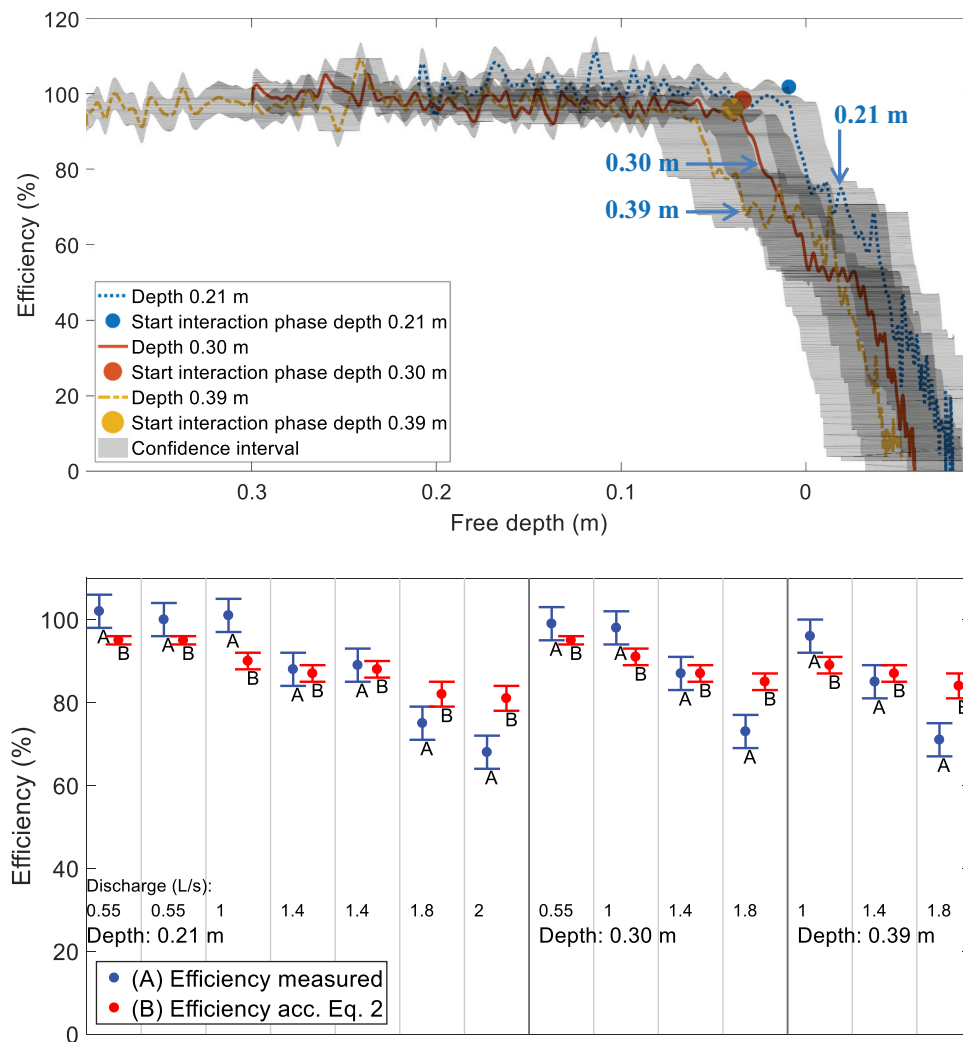 120
100
80
60
40
20
0
Efficiency (%)
0.21 m
0.30 m
0.39 m
Depth 0.21 m
Start interaction phase depth 0.21 m
Depth 0.30 m
Start interaction phase depth 0.30 m
Depth 0.39 m
Start interaction phase depth 0.39 m
Confidence interval
0.3 0.2 0.1 0
Free depth (m)
100
80
60
40
20
0
Efficiency (%)
A B A B A B A B A B A B A B A B A B A B A B A B A B A B
Discharge (L/s):
0.55 0.55 1 1.4 1.4 1.8 2 0.55 1 1.4 1.8 1 1.4 1.8
Depth: 0.21 m Depth: 0.30 m Depth: 0.39 m
(A) Efficiency measured
(B) Efficiency acc. Eq. 2